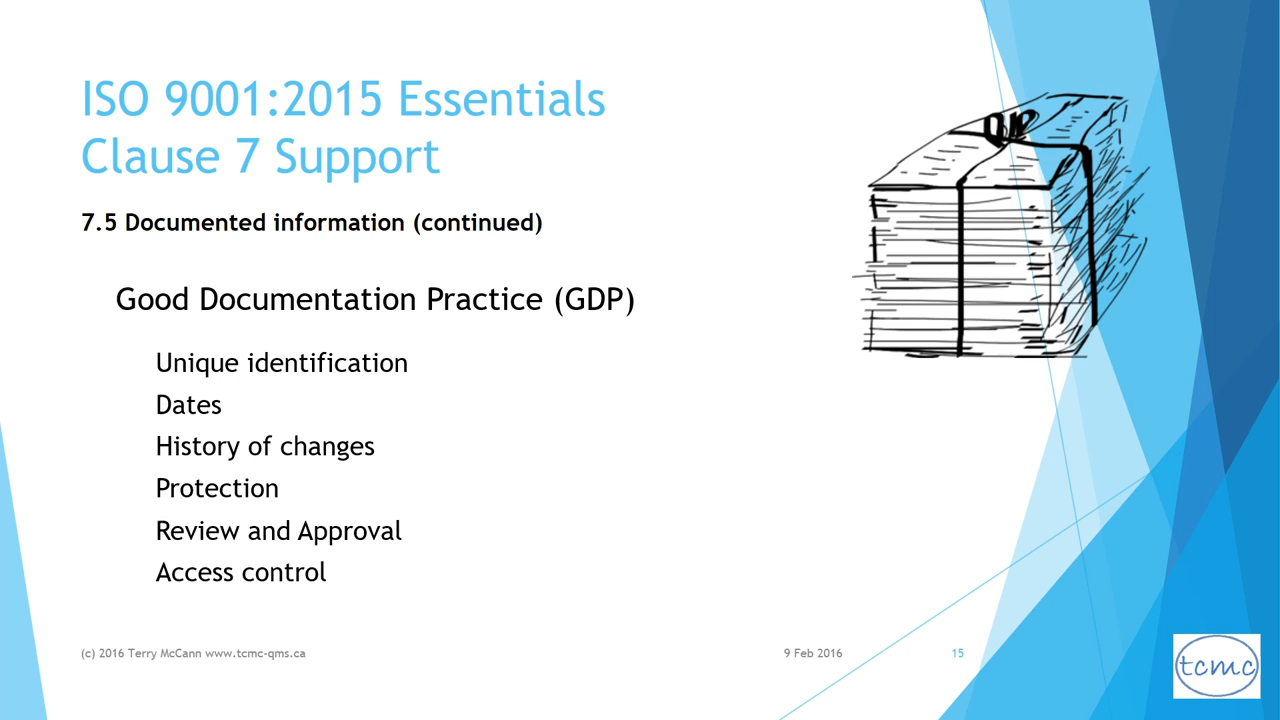 ISO 9001:2015 Essentials
Clause 7 Support
7.5 Documented information (continued)
Good Documentation Practice (GDP)
Unique identification
Dates
History of changes
Protection
Review and Approval
Access control
(c) 2016 Terry McCann www.tcmc-qms.ca
9 Feb 2016
15
tcmc